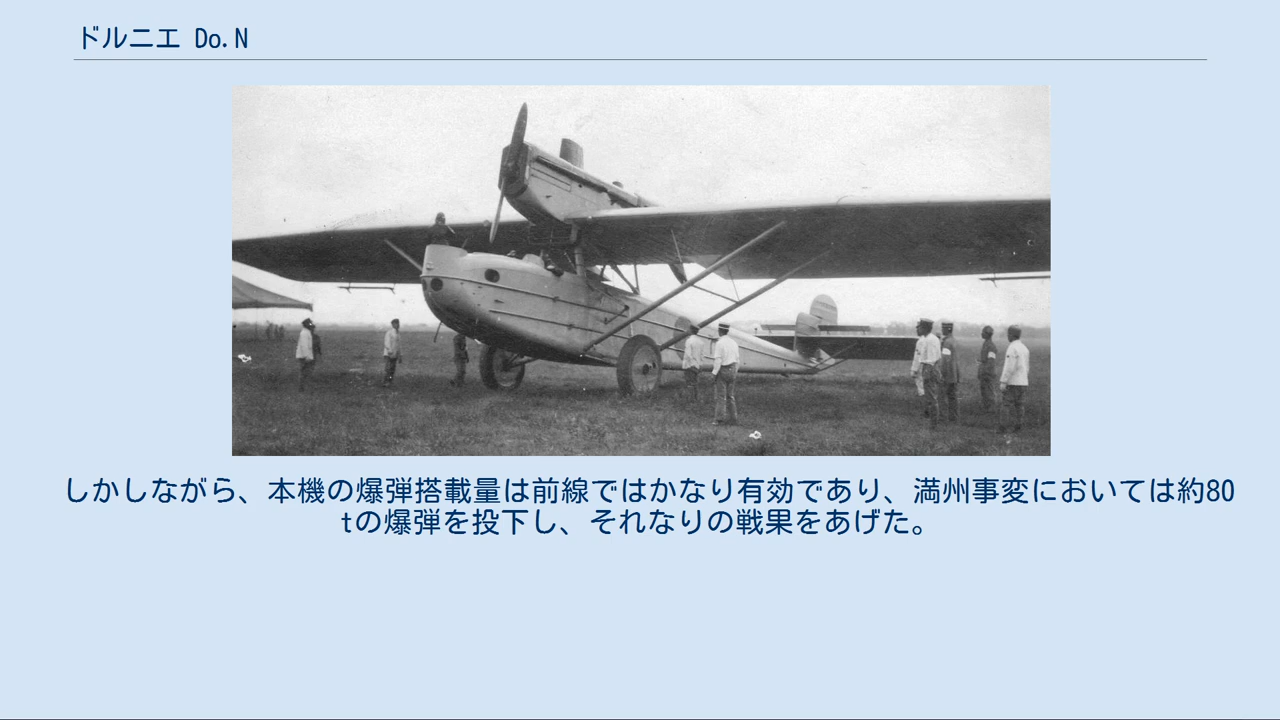 ドルニエ Do.N
しかしながら、本機の爆弾搭載量は前線ではかなり有効であり、満州事変においては約80
tの爆弾を投下し、それなりの戦果をあげた。